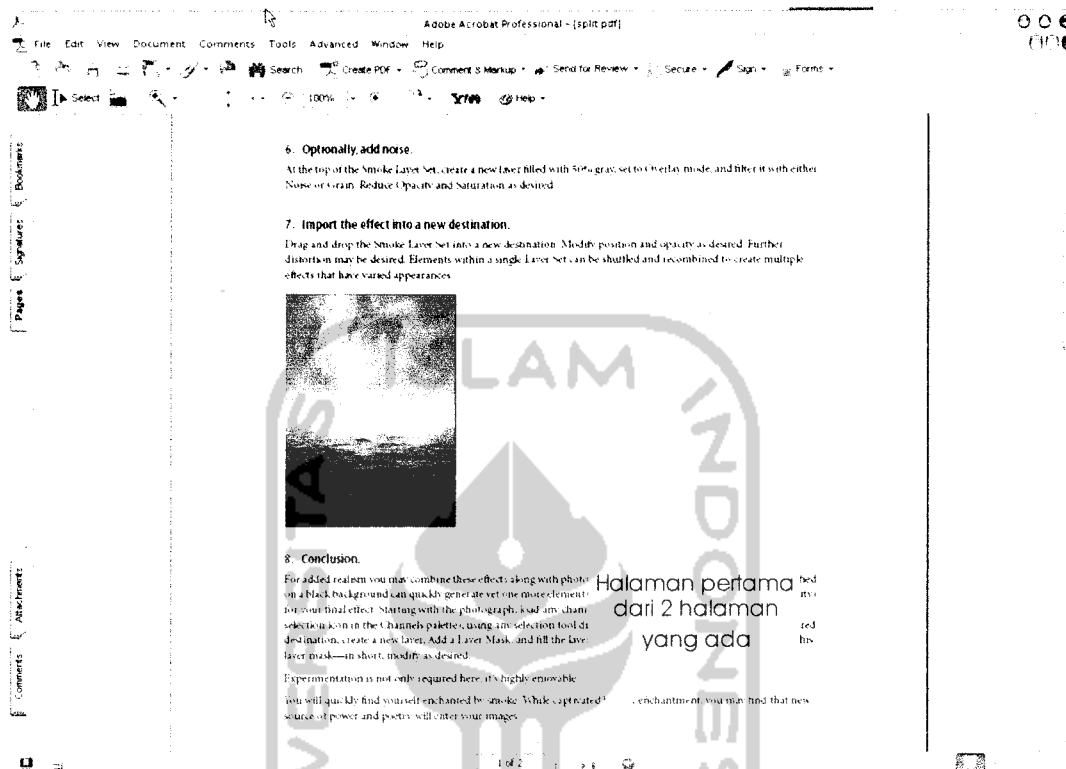 Adobe Acrobat Professional - [split.pdf]
File Edit View Document Comments Tools Advanced Window Help
Search Create PDF Comment & Markup Send for Review Secure Sign Forms
Select 100% Help
Bookmarks
Signatures
Pages
Attachments
Comments
6. Optionally, add noise.
At the top of the Smoke Layer Set, create a new layer filled with 50% gray, set to Overlay mode, and filter it with either
Noise or Grain. Reduce Opacity and Saturation as desired.
7. Import the effect into a new destination.
Drag and drop the Smoke Layer Set into a new destination. Modify position and opacity as desired. Further
distortion may be desired. Elements within a single Layer Set can be shuffled and recombined to create multiple
effects that have varied appearances.
8. Conclusion.
For added realism you may combine these effects along with photo hed
on a black background can quickly generate yet one more element
for your final effect. Starting with the photograph, load any chann
selection icon in the Channels palette), using any selection tool dr red
destination, create a new layer, Add a Layer Mask, and fill the layer his
layer mask—in short, modify as desired.
Experimentation is not only required here, it's highly enjoyable.
You will quickly find yourself enchanted by smoke. While captivated enchantment, you may find that new
source of power and poetry will enter your images.
Halaman pertama
dari 2 halaman
yang ada
1 of 2
ISLAM
INDONES
VERSITAS